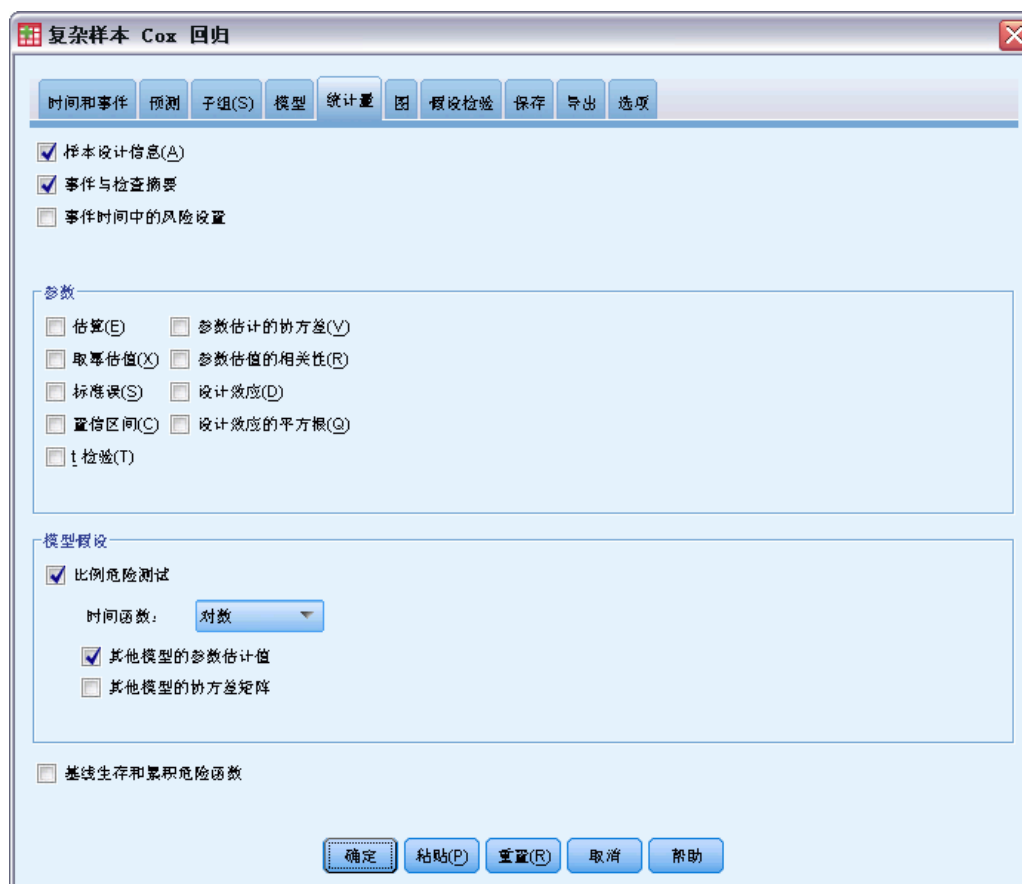 复杂样本 Cox 回归
时间和事件 预测 子组(S) 模型 统计量 图 假设检验 保存 导出 选项
样本设计信息(A)
事件与检查摘要
事件时间中的风险设置
参数
估算(E) 参数估计的协方差(V)
取幂估值(X) 参数估值的相关性(R)
标准误(S) 设计效应(D)
置信区间(C) 设计效应的平方根(Q)
t 检验(T)
模型假设
比例危险测试
时间函数: 对数
其他模型的参数估计值
其他模型的协方差矩阵
基线生存和累积危险函数
确定 粘贴(P) 重置(R) 取消 帮助